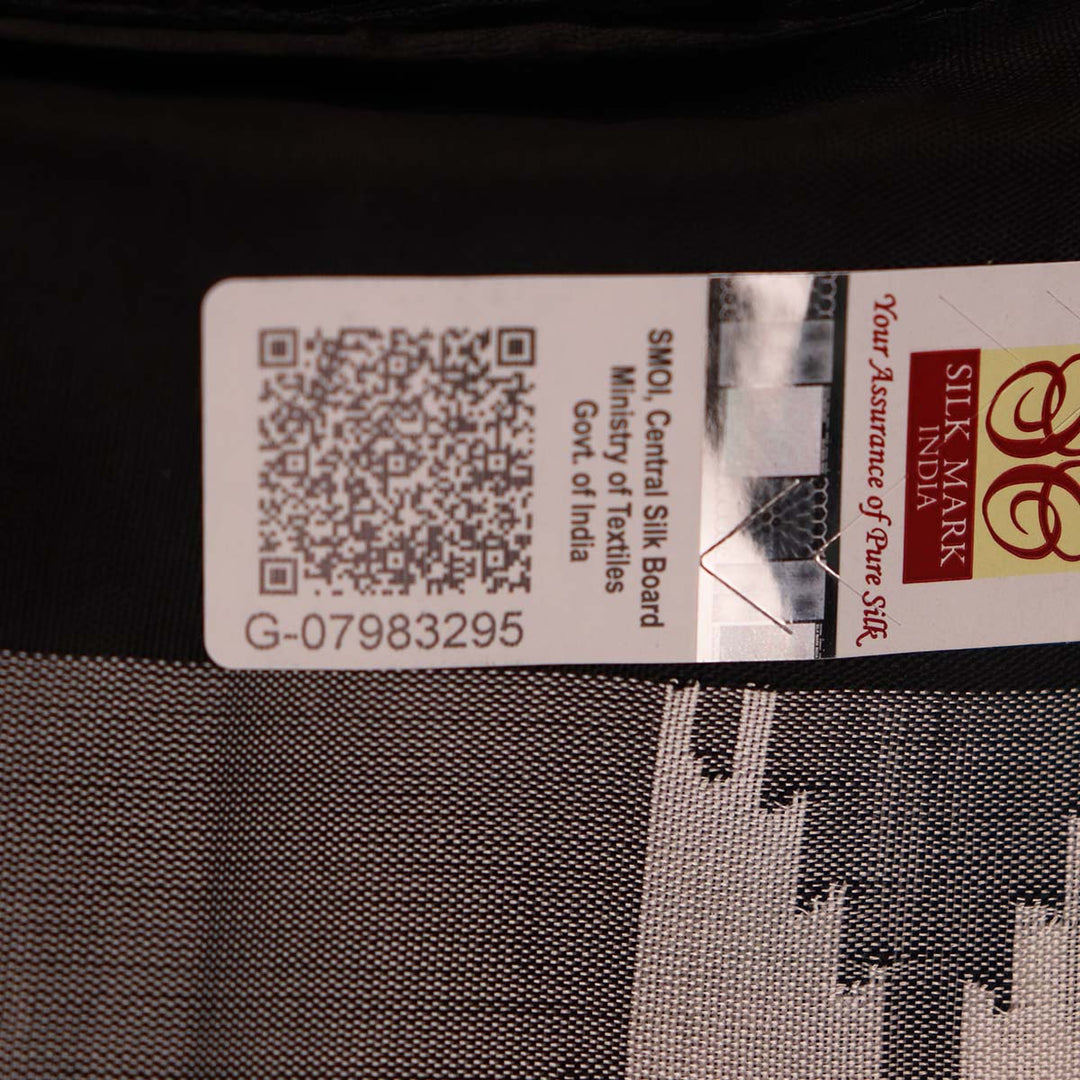 G-07983295
SMOI, Central Silk Board
Ministry of Textiles
Govt. of India
Your Assurance of Pure Silk
SILK MARK
INDIA